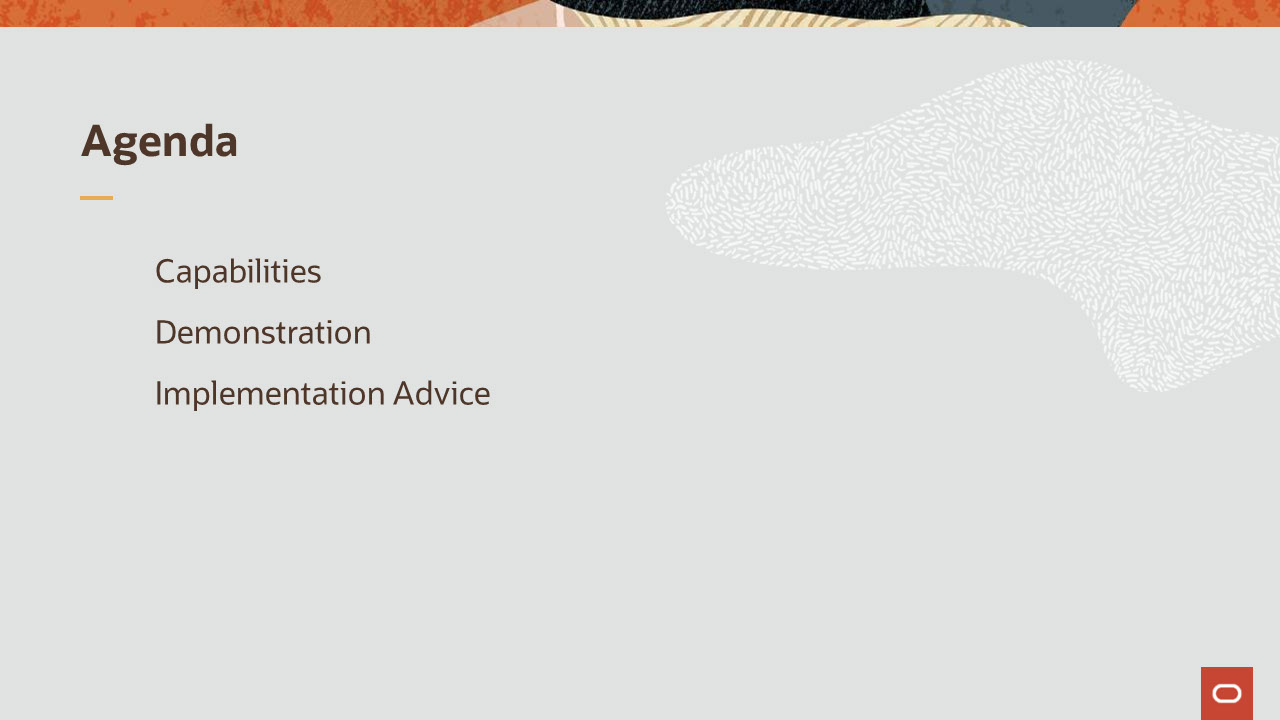 Agenda
Capabilities
Demonstration
Implementation Advice